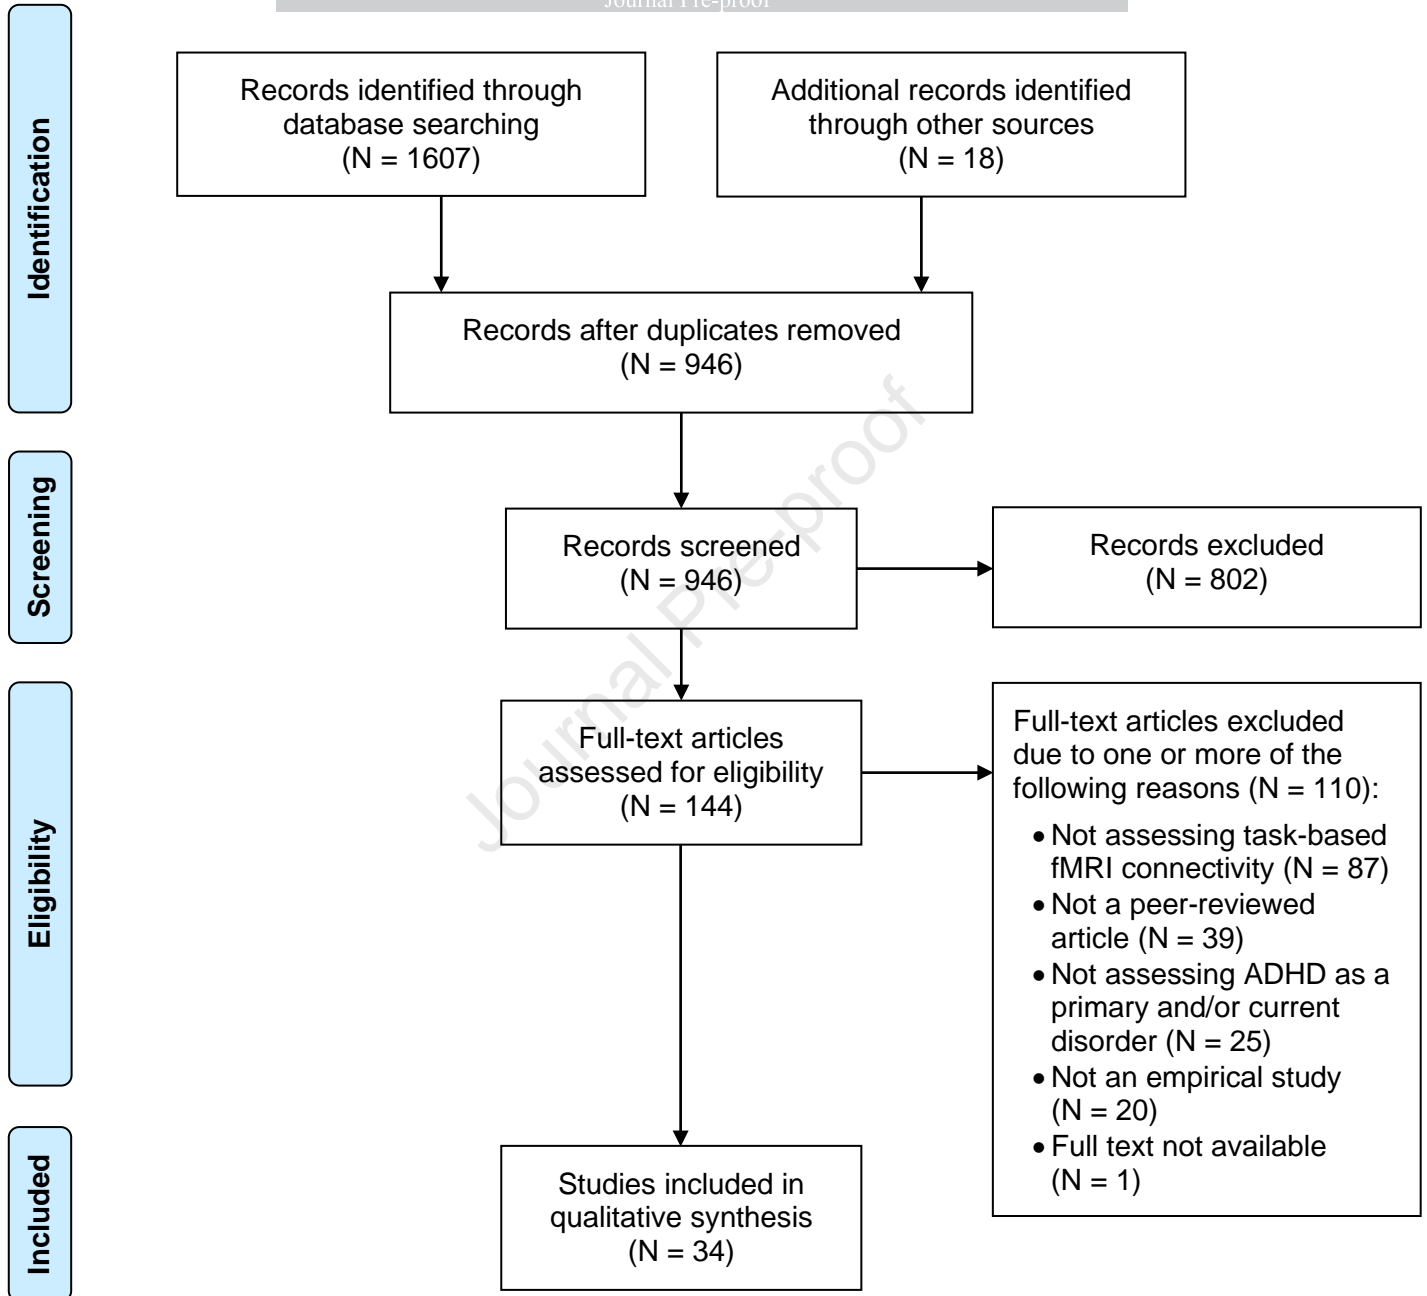 Journal Pre-proof
Identification
Records identified through
database searching
(N = 1607)
Additional records identified
through other sources
(N = 18)
Records after duplicates removed
(N = 946)
Screening
Records screened
(N = 946)
Records excluded
(N = 802)
Journal Pre-proof
Eligibility
Full-text articles
assessed for eligibility
(N = 144)
Full-text articles excluded
due to one or more of the
following reasons (N = 110):
• Not assessing task-based
fMRI connectivity (N = 87)
• Not a peer-reviewed
article (N = 39)
• Not assessing ADHD as a
primary and/or current
disorder (N = 25)
• Not an empirical study
(N = 20)
• Full text not available
(N = 1)
Included
Studies included in
qualitative synthesis
(N = 34)